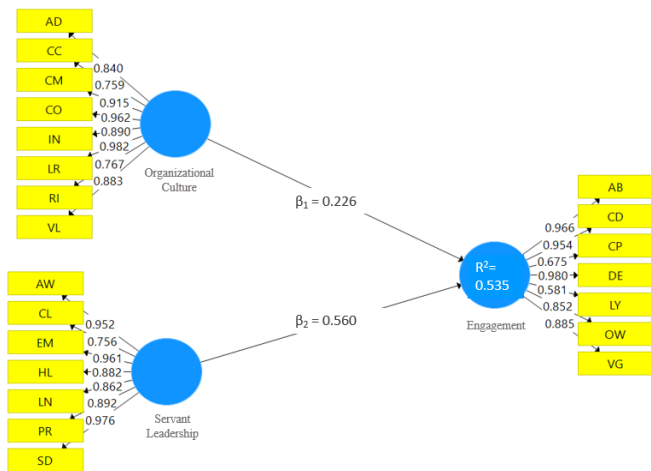 AD
CC
CM
CO
IN
LR
RI
VL
0.840
0.759
0.915
0.962
0.890
0.982
0.767
0.883
Organizational
Culture
β1 = 0.226
AW
CL
EM
HL
LN
PR
SD
0.952
0.756
0.961
0.882
0.862
0.892
0.976
Servant
Leadership
β2 = 0.560
R²=
0.535
Engagement
0.966
0.954
0.675
0.980
0.581
0.852
0.885
AB
CD
CP
DE
LY
OW
VG